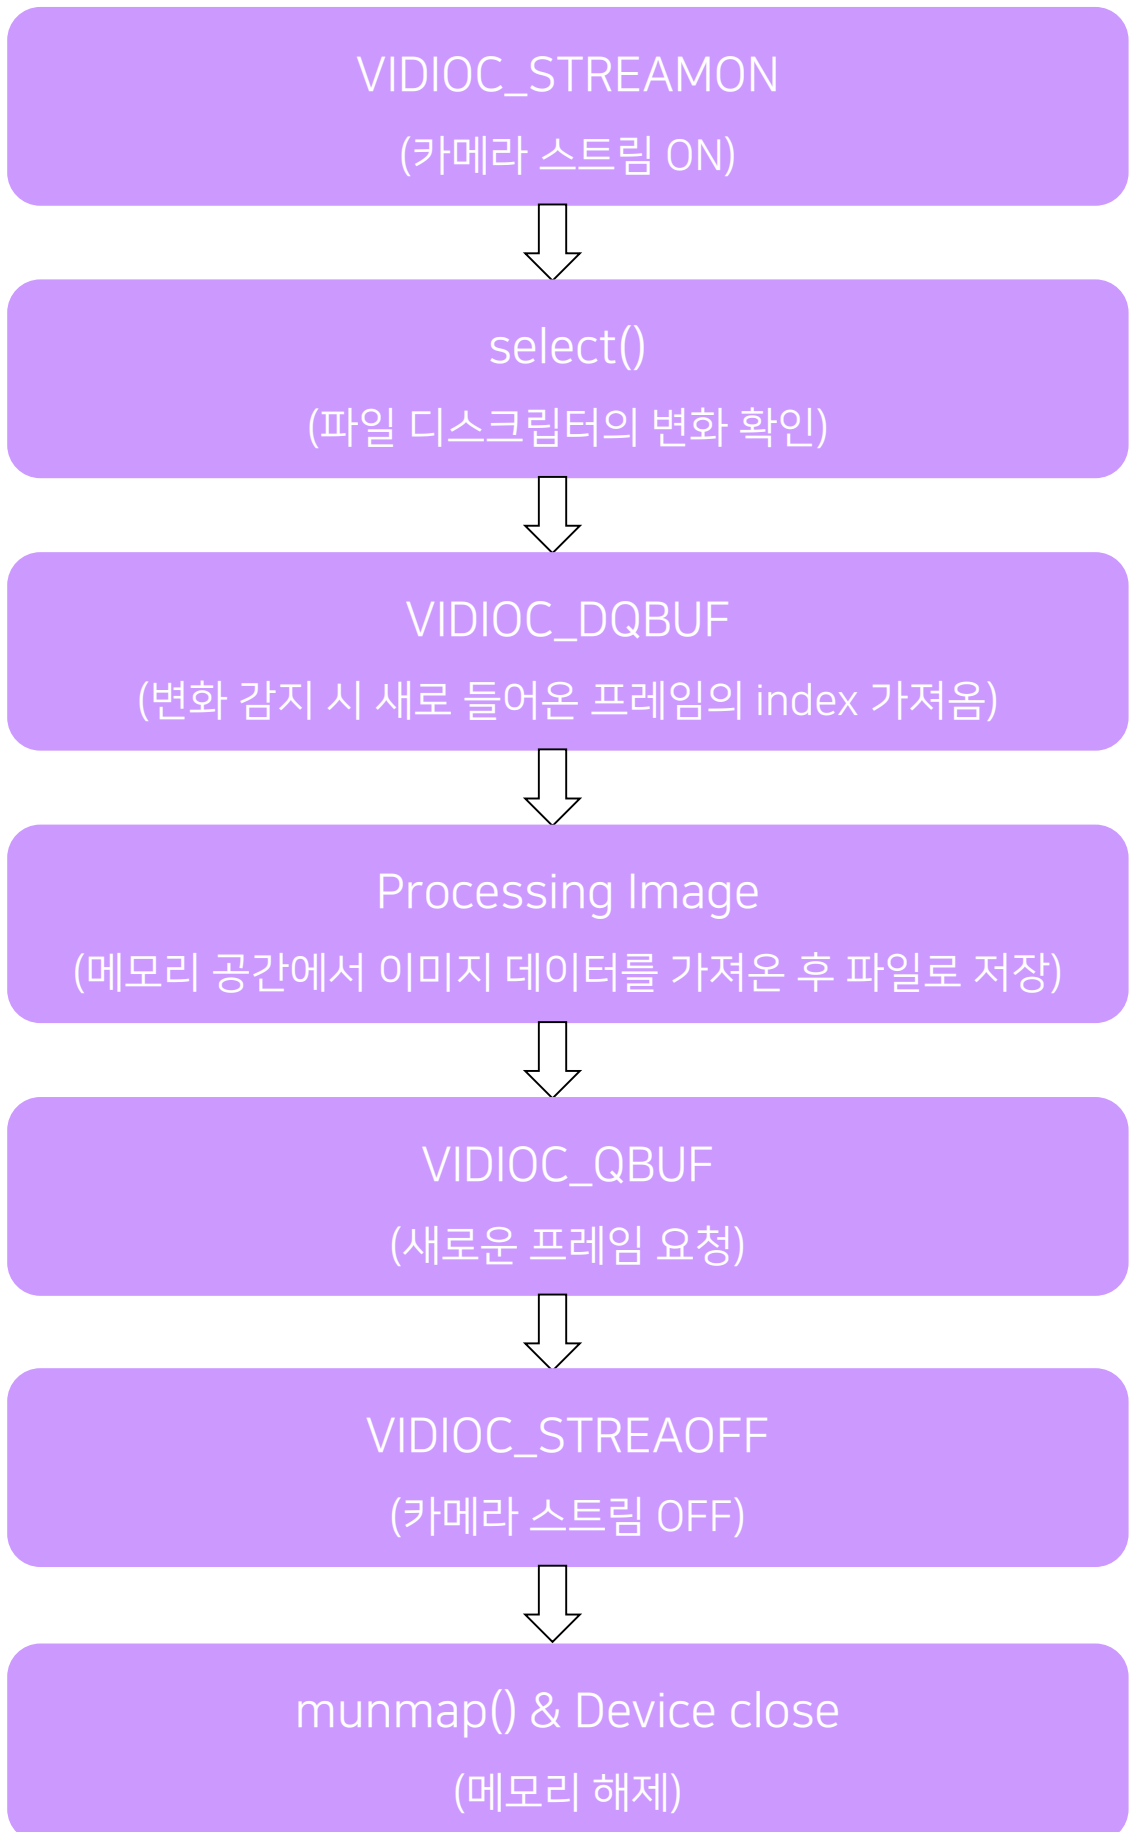 VIDIOC_STREAMON
(카메라 스트림 ON)
select()
(파일 디스크립터의 변화 확인)
VIDIOC_DQBUF
(변화 감지 시 새로 들어온 프레임의 index 가져옴)
Processing Image
(메모리 공간에서 이미지 데이터를 가져온 후 파일로 저장)
VIDIOC_QBUF
(새로운 프레임 요청)
VIDIOC_STREAOFF
(카메라 스트림 OFF)
munmap() & Device close
(메모리 해제)